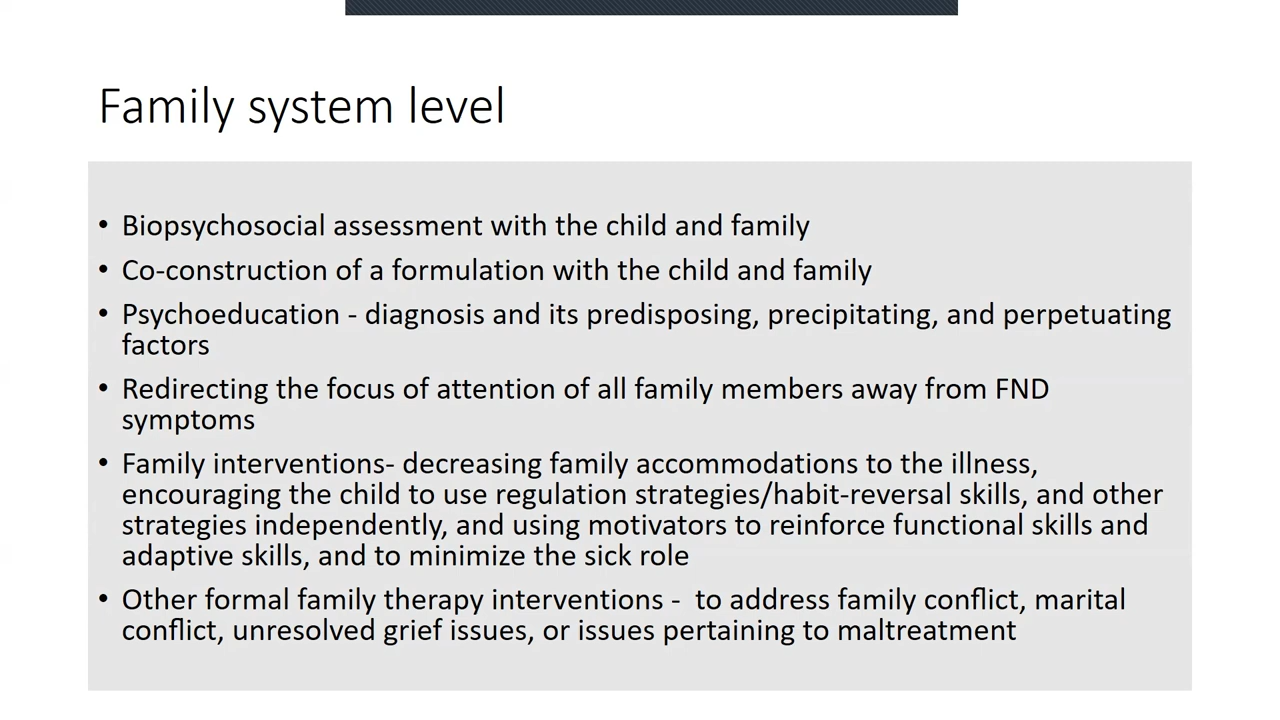 Family system level
• Biopsychosocial assessment with the child and family
• Co-construction of a formulation with the child and family
• Psychoeducation - diagnosis and its predisposing, precipitating, and perpetuating
factors
• Redirecting the focus of attention of all family members away from FND
symptoms
• Family interventions- decreasing family accommodations to the illness,
encouraging the child to use regulation strategies/habit-reversal skills, and other
strategies independently, and using motivators to reinforce functional skills and
adaptive skills, and to minimize the sick role
• Other formal family therapy interventions -  to address family conflict, marital
conflict, unresolved grief issues, or issues pertaining to maltreatment